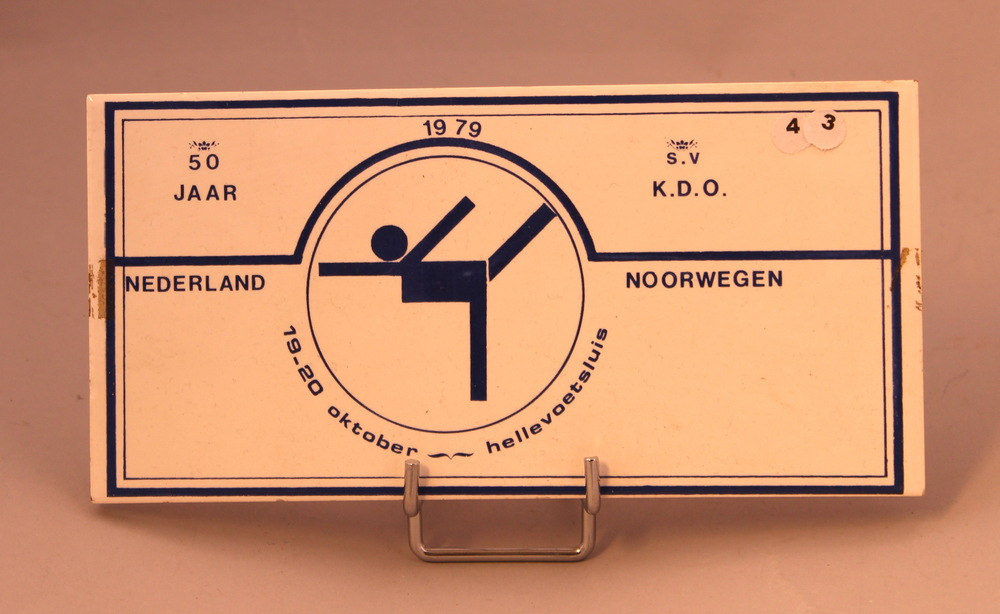 1979
50
JAAR
S.V
K.D.O.
4 3
NEDERLAND
NOORWEGEN
19-20 oktober hellevoetsluis